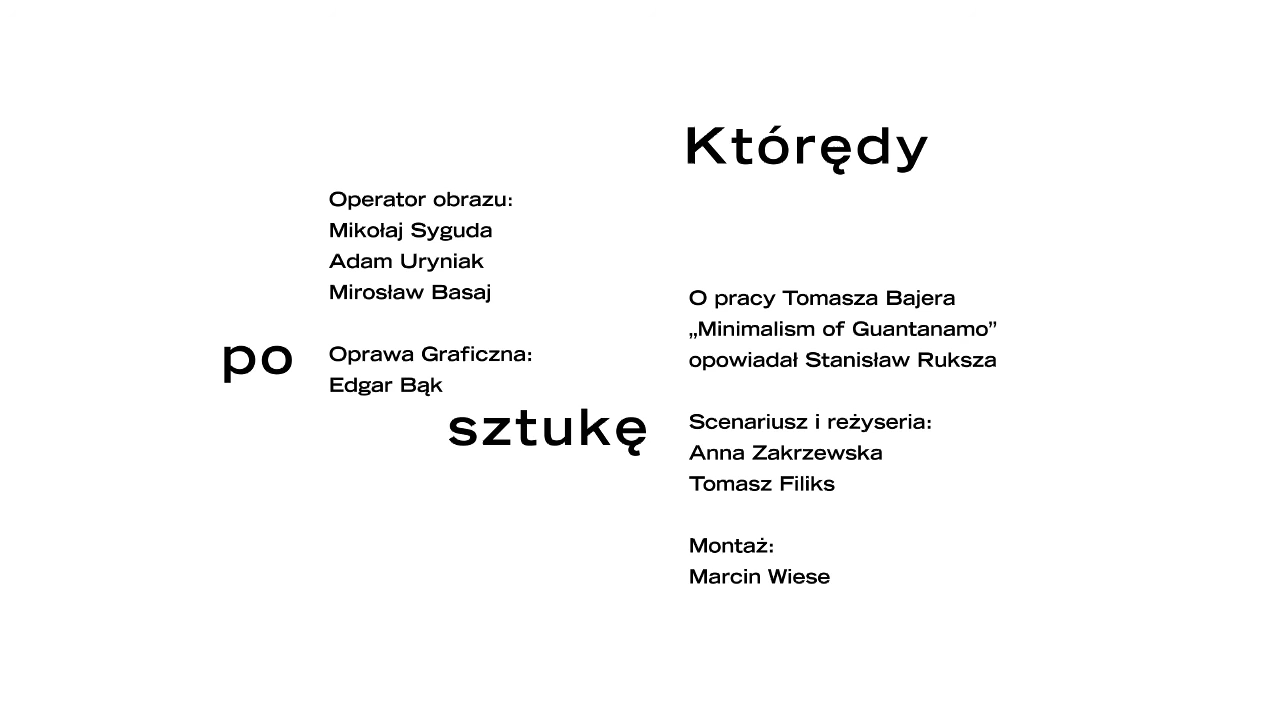 Którędy
po
sztukę
Operator obrazu:
Mikołaj Syguda
Adam Uryniak
Mirosław Basaj
Oprawa Graficzna:
Edgar Bąk
O pracy Tomasza Bajera
„Minimalism of Guantanamo”
opowiadał Stanisław Ruksza
Scenariusz i reżyseria:
Anna Zakrzewska
Tomasz Filiks
Montaż:
Marcin Wiese